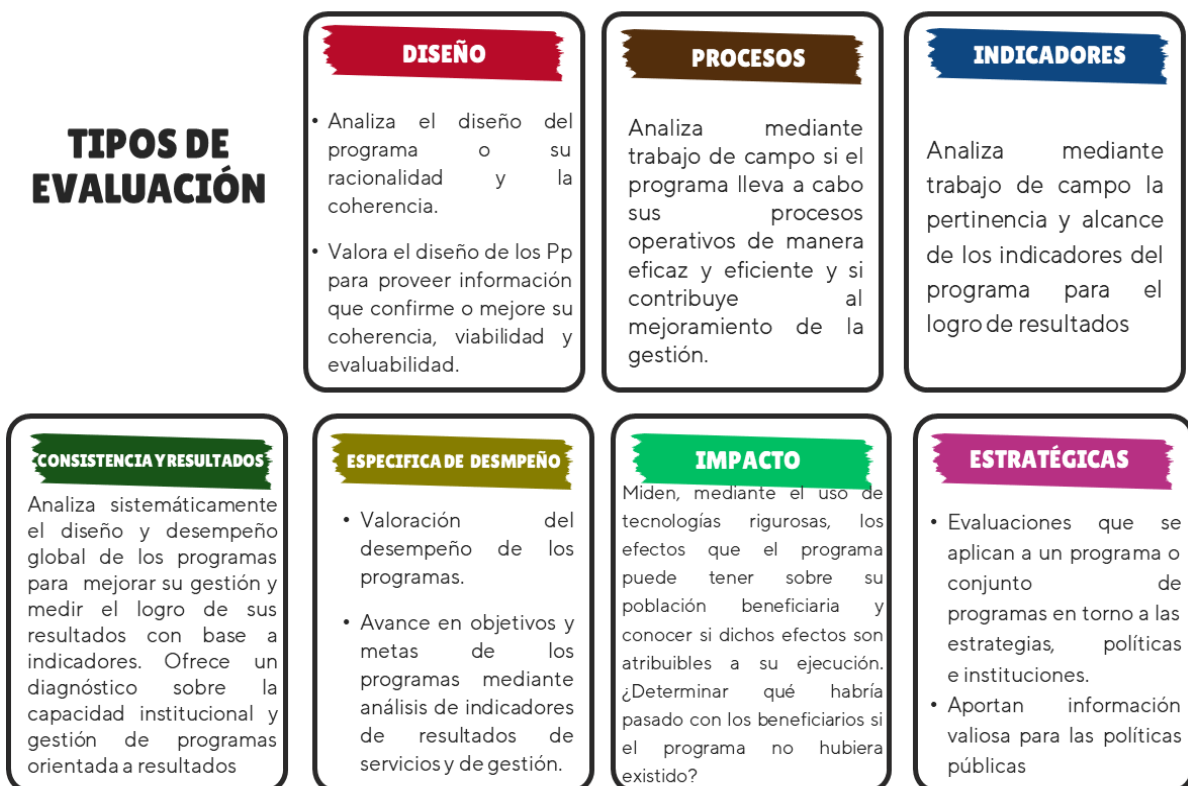 TIPOS DE
EVALUACIÓN
DISEÑO
• Analiza el diseño del
programa o su
racionalidad y la
coherencia.
• Valora el diseño de los Pp
para proveer información
que confirme o mejore su
coherencia, viabilidad y
evaluabilidad.
PROCESOS
Analiza mediante
trabajo de campo si el
programa lleva a cabo
sus procesos
operativos de manera
eficaz y eficiente y si
contribuye al
mejoramiento de la
gestión.
INDICADORES
Analiza mediante
trabajo de campo la
pertinencia y alcance
de los indicadores del
programa para el
logro de resultados
CONSISTENCIA Y RESULTADOS
Analiza sistemáticamente
el diseño y desempeño
global de los programas
para mejorar su gestión y
medir el logro de sus
resultados con base a
indicadores. Ofrece un
diagnóstico sobre la
capacidad institucional y
gestión de programas
orientada a resultados
ESPECIFICA DE DESMPEÑO
• Valoración del
desempeño de los
programas.
• Avance en objetivos y
metas de los
programas mediante
análisis de indicadores
de resultados de
servicios y de gestión.
IMPACTO
Miden, mediante el uso de
tecnologías rigurosas, los
efectos que el programa
puede tener sobre su
población beneficiaria y
conocer si dichos efectos son
atribuibles a su ejecución.
¿Determinar qué habría
pasado con los beneficiarios si
el programa no hubiera
existido?
ESTRATÉGICAS
• Evaluaciones que se
aplican a un programa o
conjunto de
programas en torno a las
estrategias, políticas
e instituciones.
• Aportan información
valiosa para las políticas
públicas